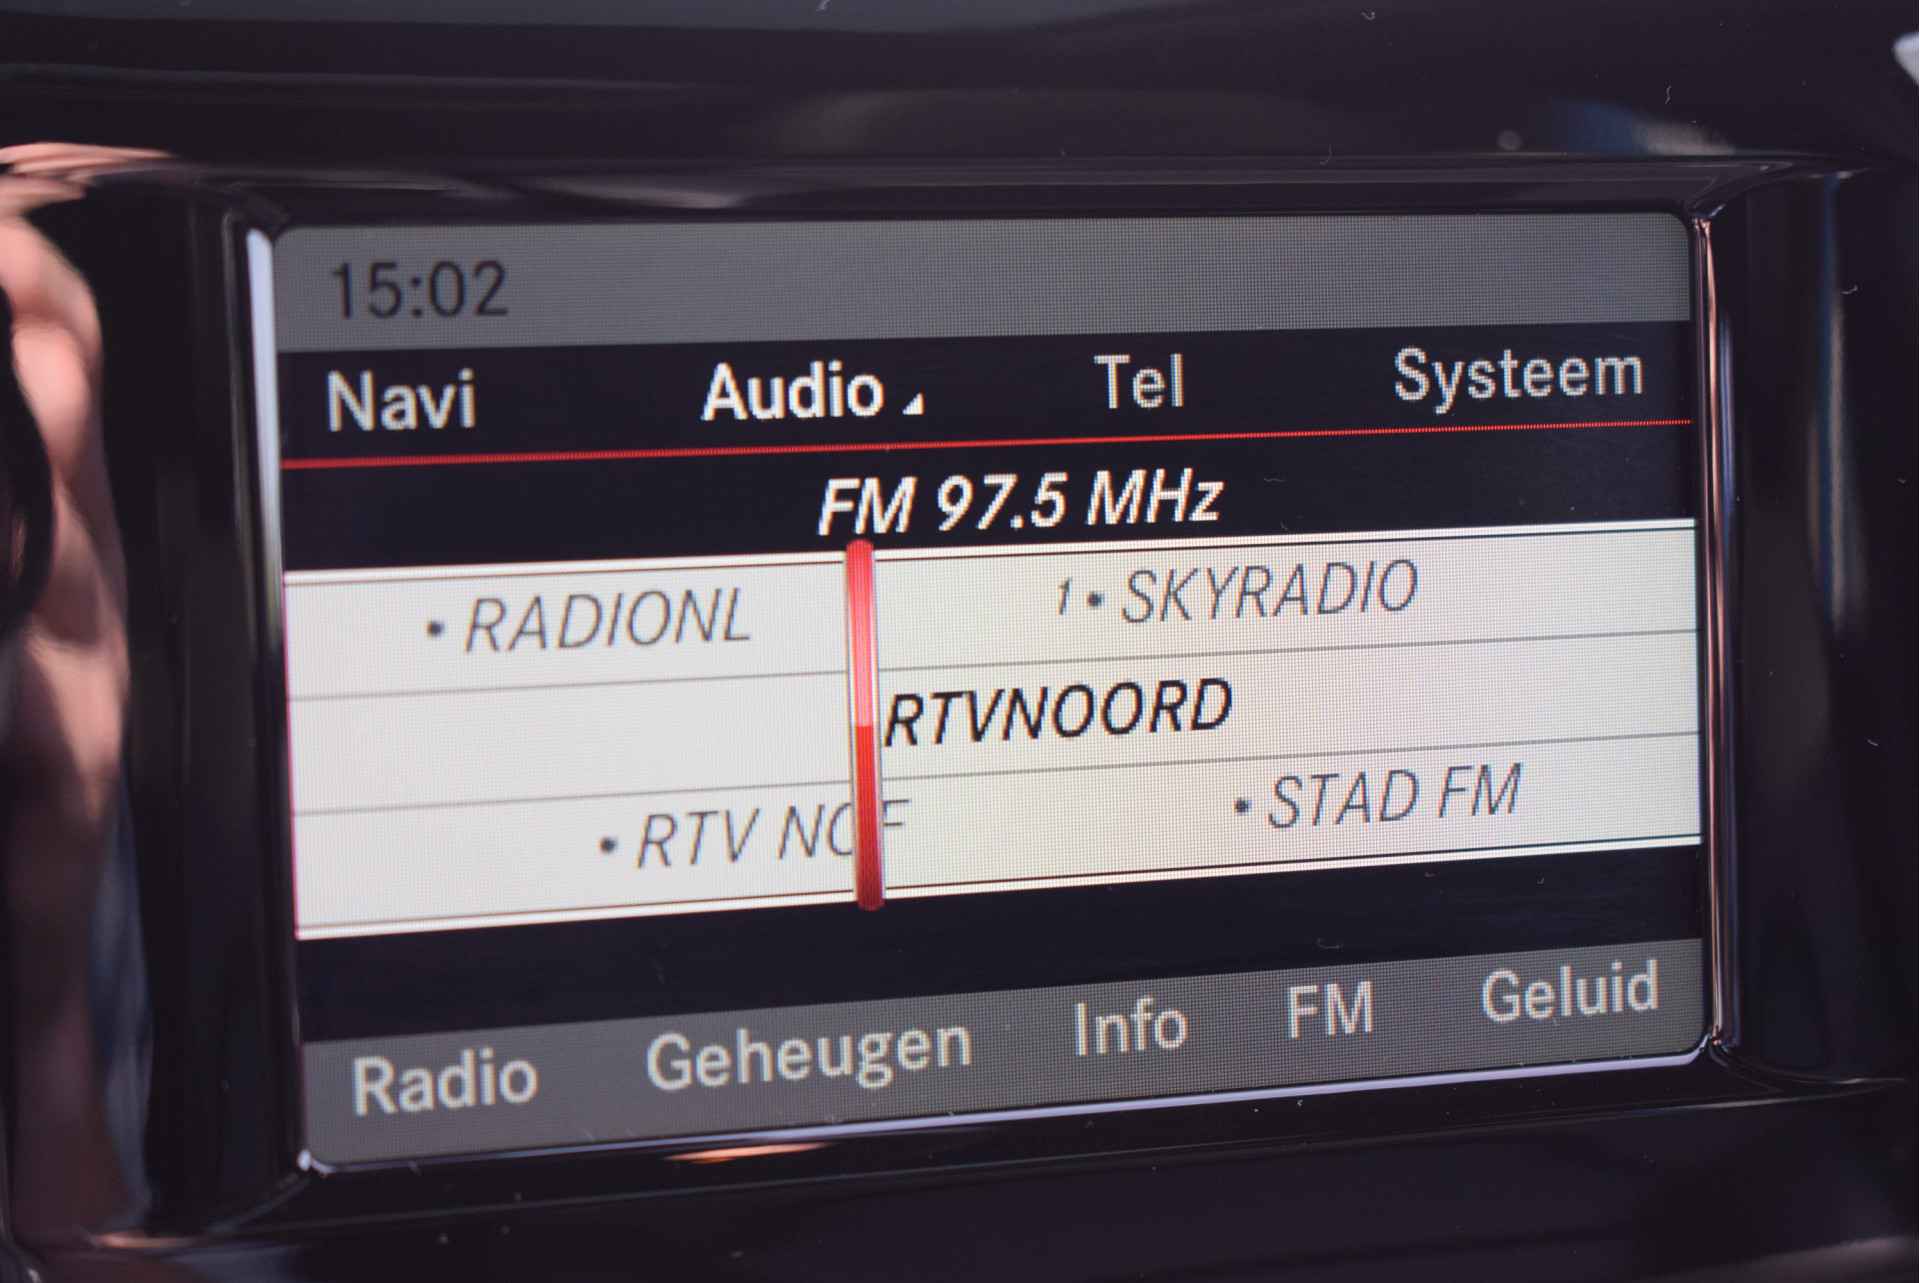 15:02
Navi Audio Tel Systeem
FM 97.5 MHz
• RADIONL 1 • SKYRADIO
RTVNOORD
• RTV • STAD FM
Radio Geheugen Info FM Geluid